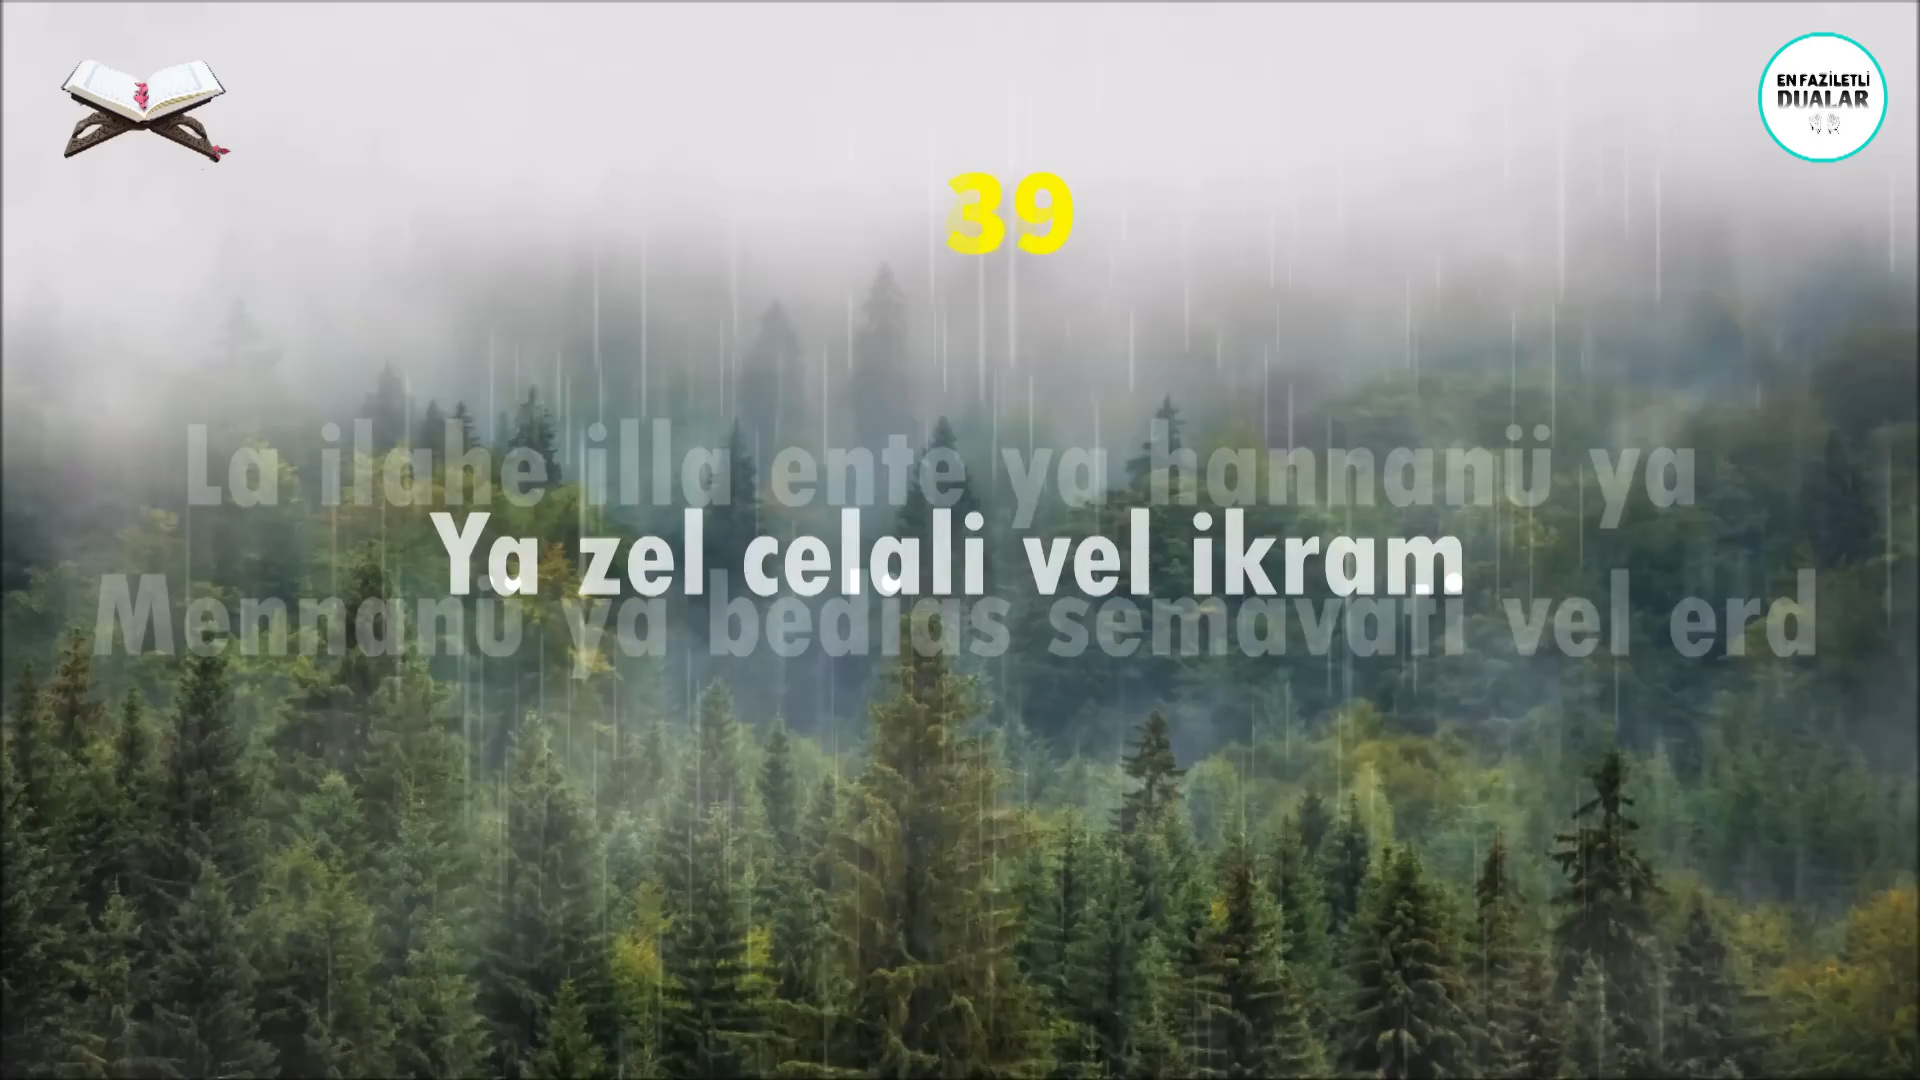 EN FAZİLETLİ
DUALAR
39
La ilahe illa ente ya hannanü ya
Ya zel celali vel ikram
Mennanü ya bedias semavati vel erd